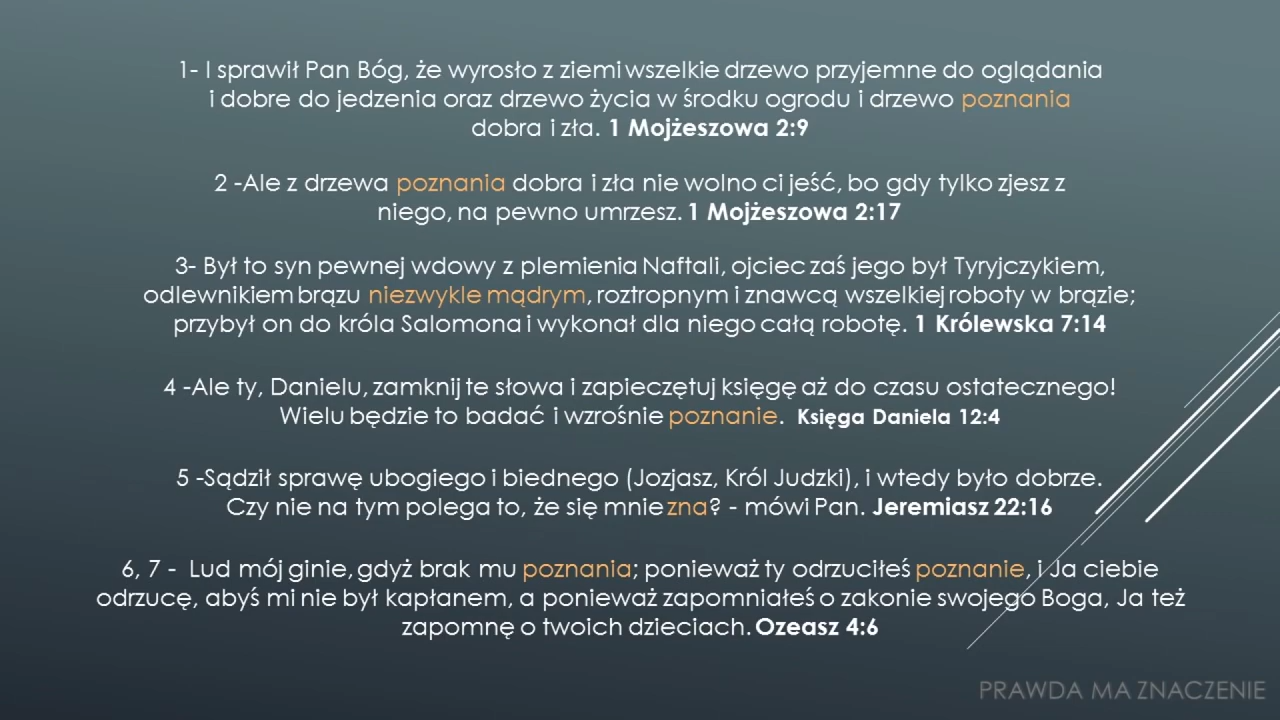 1- I sprawił Pan Bóg, że wyrosło z ziemi wszelkie drzewo przyjemne do oglądania
i dobre do jedzenia oraz drzewo życia w środku ogrodu i drzewo poznania
dobra i zła. 1 Mojżeszowa 2:9
2 -Ale z drzewa poznania dobra i zła nie wolno ci jeść, bo gdy tylko zjesz z
niego, na pewno umrzesz. 1 Mojżeszowa 2:17
3- Był to syn pewnej wdowy z plemienia Naftali, ojciec zaś jego był Tyryjczykiem,
odlewnikiem brązu niezwykle mądrym, roztropnym i znawcą wszelkiej roboty w brązie;
przybył on do króla Salomona i wykonał dla niego całą robotę. 1 Królewska 7:14
4 -Ale ty, Danielu, zamknij te słowa i zapieczętuj księgę aż do czasu ostatecznego!
Wielu będzie to badać i wzrośnie poznanie. Księga Daniela 12:4
5 -Sądził sprawę ubogiego i biednego (Jozjasz, Król Judzki), i wtedy było dobrze.
Czy nie na tym polega to, że się mnie zna? - mówi Pan. Jeremiasz 22:16
6, 7 - Lud mój ginie, gdyż brak mu poznania; ponieważ ty odrzuciłeś poznanie, i Ja ciebie
odrzucę, abyś mi nie był kapłanem, a ponieważ zapomniałeś o zakonie swojego Boga, Ja też
zapomnę o twoich dzieciach. Ozeasz 4:6
PRAWDA MA ZNACZENIE